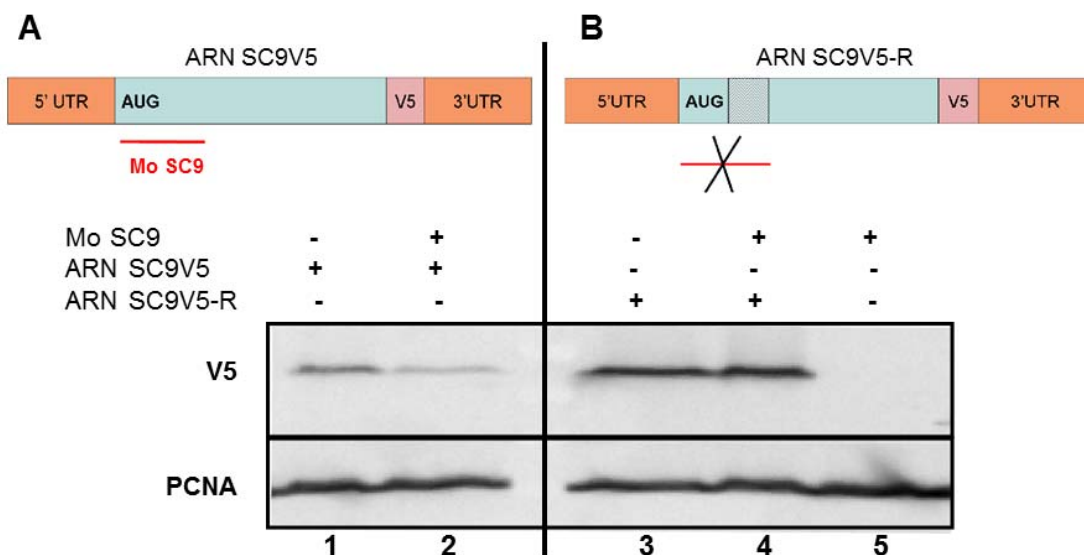 A
B
ARN SC9V5
ARN SC9V5-R
5' UTR AUG V5 3'UTR
5'UTR AUG V5 3'UTR
Mo SC9
Mo SC9 - + - + +
ARN SC9V5 + + - - -
ARN SC9V5-R - - + + -
V5
PCNA
1 2 3 4 5